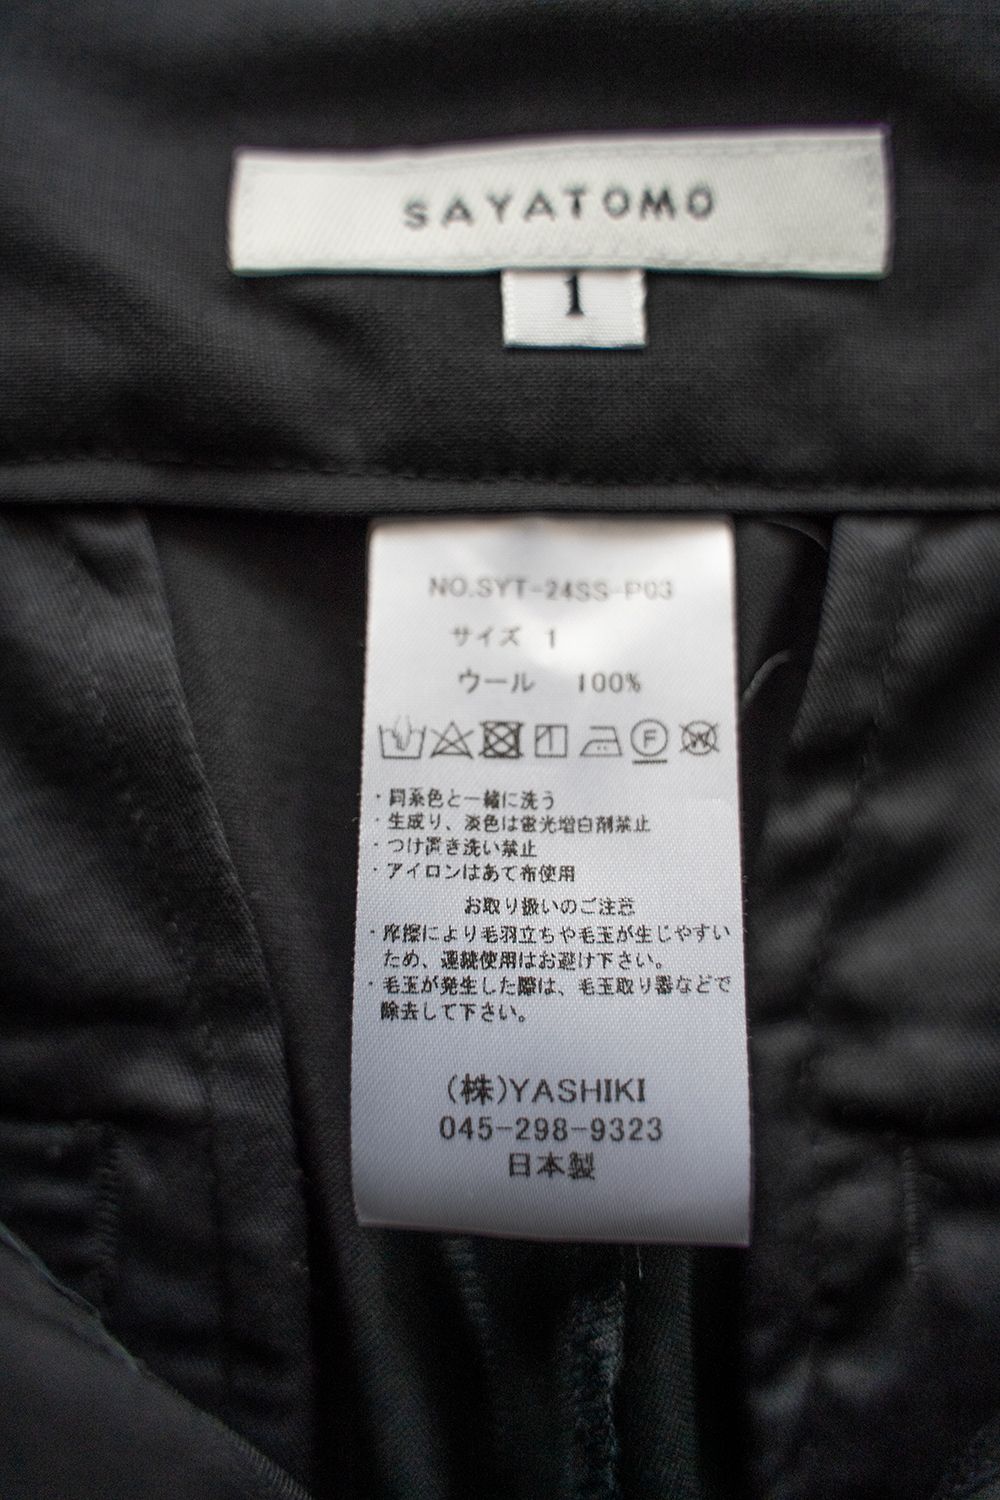 SAYATOMO
1
NO.SYT-24SS-P03
サイズ 1
ウール 100%
F W
・同系色と一緒に洗う
・生成り、淡色は蛍光増白剤禁止
・つけ置き洗い禁止
・アイロンはあて布使用
お取り扱いのご注意
・摩擦により毛羽立ちや毛玉が生じやすい
ため、連続使用はお避け下さい。
・毛玉が発生した際は、毛玉取り器などで
除去して下さい。
(株)YASHIKI
045-298-9323
日本製